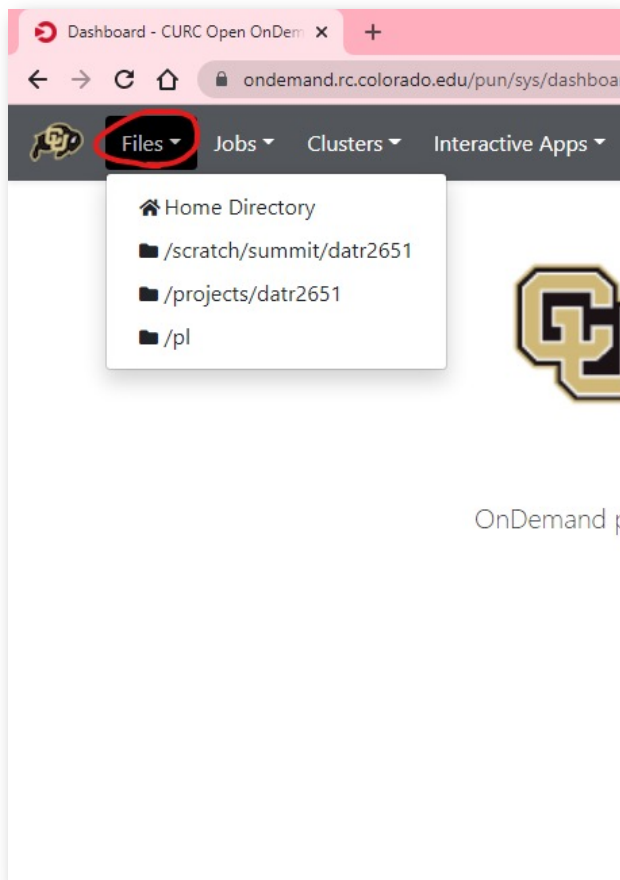 Dashboard - CURC Open OnDem
ondemand.rc.colorado.edu/pun/sys/dashboa
Files Jobs Clusters Interactive Apps
Home Directory
/scratch/summit/datr2651
/projects/datr2651
/pl
OnDemand